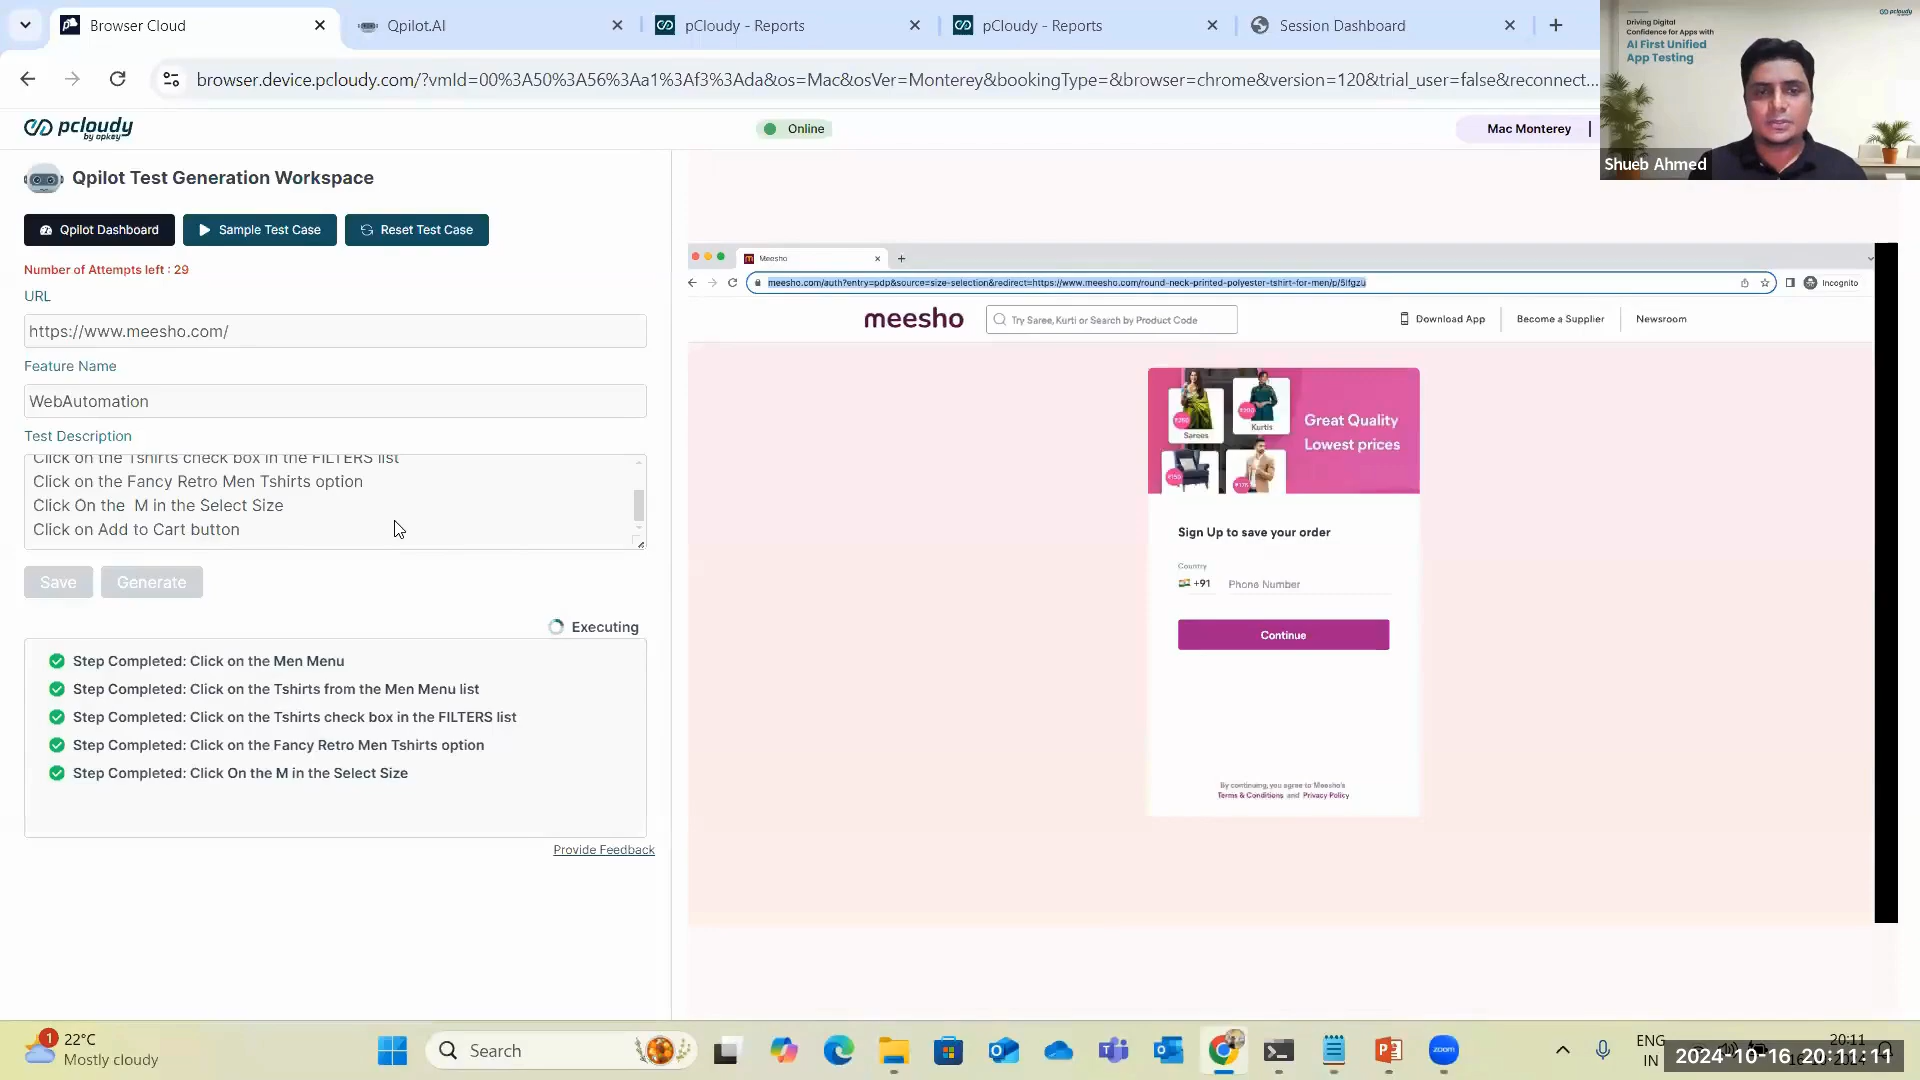 Browser Cloud
Qpilot.AI
pCloudy - Reports
pCloudy - Reports
Session Dashboard
browser.device.pcloudy.com/?vmId=00%3A50%3A56%3Aa1%3Af3%3Ada&os=Mac&osVer=Monterey&bookingType=&browser=chrome&version=120&trial_user=false&reconnect...
pcloudy
by opkey
Online
Mac Monterey
pcloudy
Driving Digital
Confidence for Apps with
AI First Unified
App Testing
Shueb Ahmed
Qpilot Test Generation Workspace
Qpilot Dashboard
Sample Test Case
Reset Test Case
Number of Attempts left : 29
URL
https://www.meesho.com/
Feature Name
WebAutomation
Test Description
Click on the Tshirts check box in the FILTERS list
Click on the Fancy Retro Men Tshirts option
Click On the  M in the Select Size
Click on Add to Cart button
Save
Generate
Executing
Step Completed: Click on the Men Menu
Step Completed: Click on the Tshirts from the Men Menu list
Step Completed: Click on the Tshirts check box in the FILTERS list
Step Completed: Click on the Fancy Retro Men Tshirts option
Step Completed: Click On the M in the Select Size
Provide Feedback
Meesho
meesho.com/auth?entry=pdp&source=size-selection&redirect=https://www.meesho.com/round-neck-printed-polyester-tshirt-for-men/p/5lfgzu
Incognito
meesho
Try Saree, Kurti or Search by Product Code
Download App
Become a Supplier
Newsroom
Sarees
Kurtis
Great Quality
Lowest prices
Sign Up to save your order
Country
+91
Phone Number
Continue
By continuing, you agree to Meesho's
Terms & Conditions and Privacy Policy
1
22°C
Mostly cloudy
Search
zoom
ENG
IN
20:11
2024-10-16 20:11:11